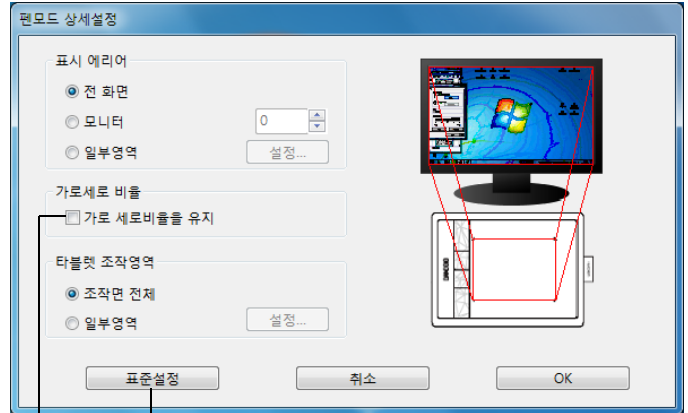 펜모드 상세설정
표시 에리어
전 화면
모니터
0
일부영역
설정...
가로세로 비율
가로 세로비율을 유지
타블렛 조작영역
조작면 전체
일부영역
설정...
표준설정
취소
OK